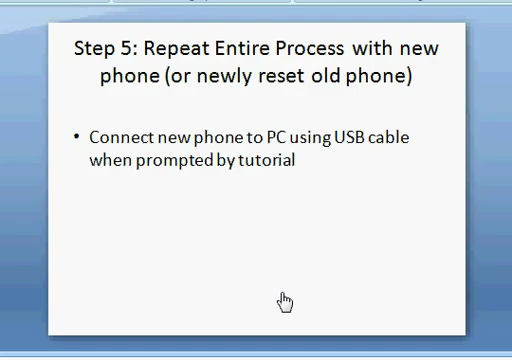 Step 5: Repeat Entire Process with new
phone (or newly reset old phone)
• Connect new phone to PC using USB cable
when prompted by tutorial